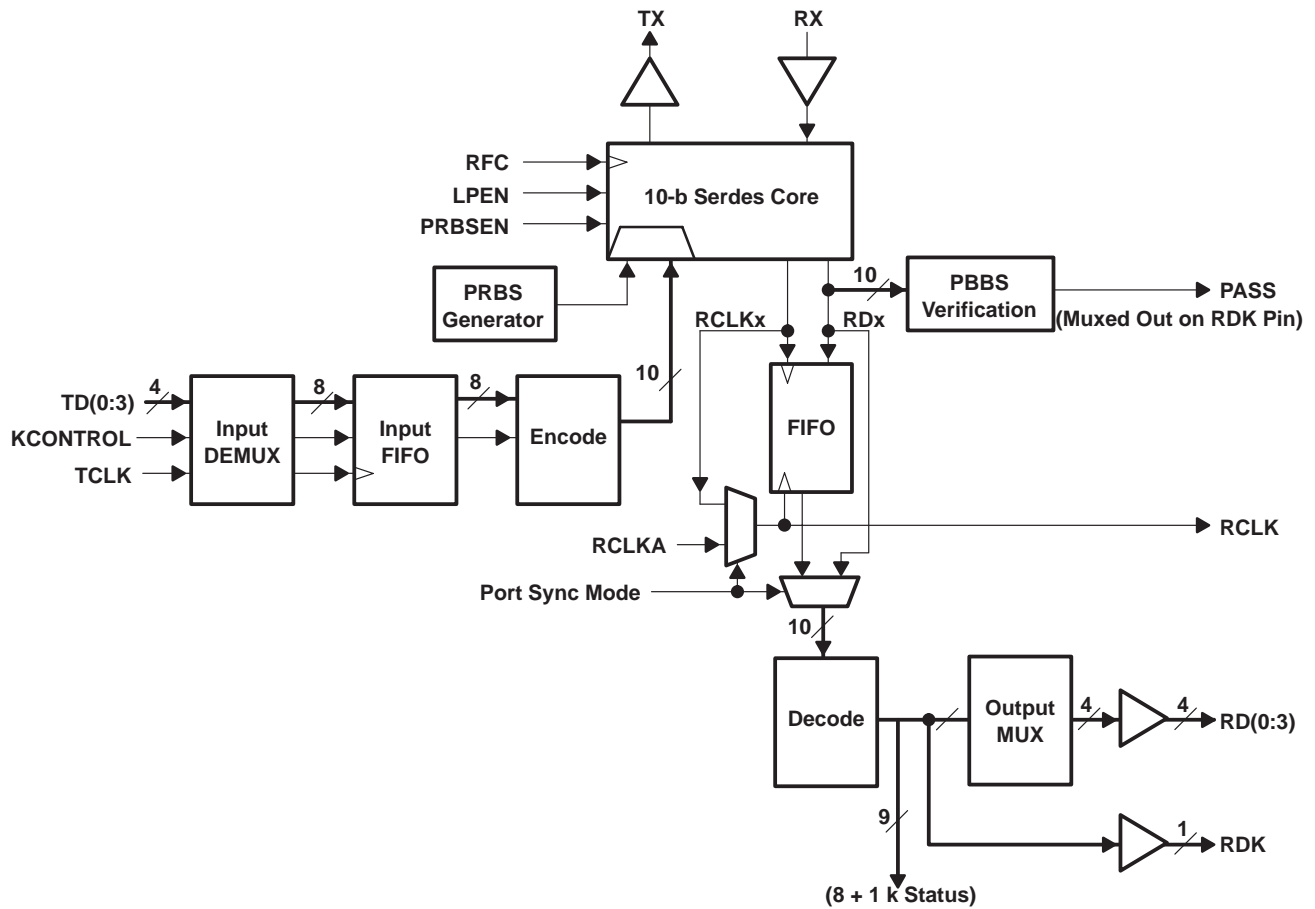 TX
RX
RFC
LPEN
PRBSEN
10-b Serdes Core
PRBS
Generator
10
PBBS
Verification
PASS
(Muxed Out on RDK Pin)
RCLKx
RDx
10
TD(0:3)
4
KCONTROL
TCLK
Input
DEMUX
8
Input
FIFO
8
Encode
FIFO
RCLKA
RCLK
Port Sync Mode
10
Decode
Output
MUX
4
4
RD(0:3)
9
1
RDK
(8 + 1 k Status)